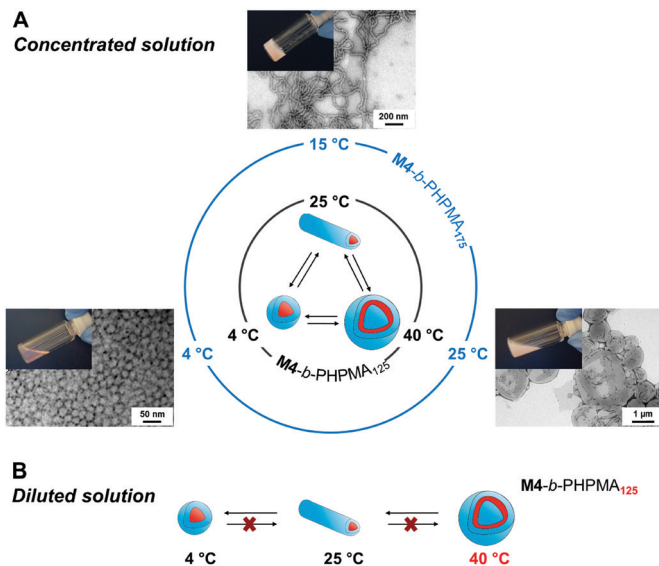 A
Concentrated solution
200 nm
15 °C
M4-b-PHPMA175
25 °C
4 °C
40 °C
M4-b-PHPMA125
4 °C
25 °C
50 nm
1 µm
B
Diluted solution
M4-b-PHPMA125
4 °C
25 °C
40 °C